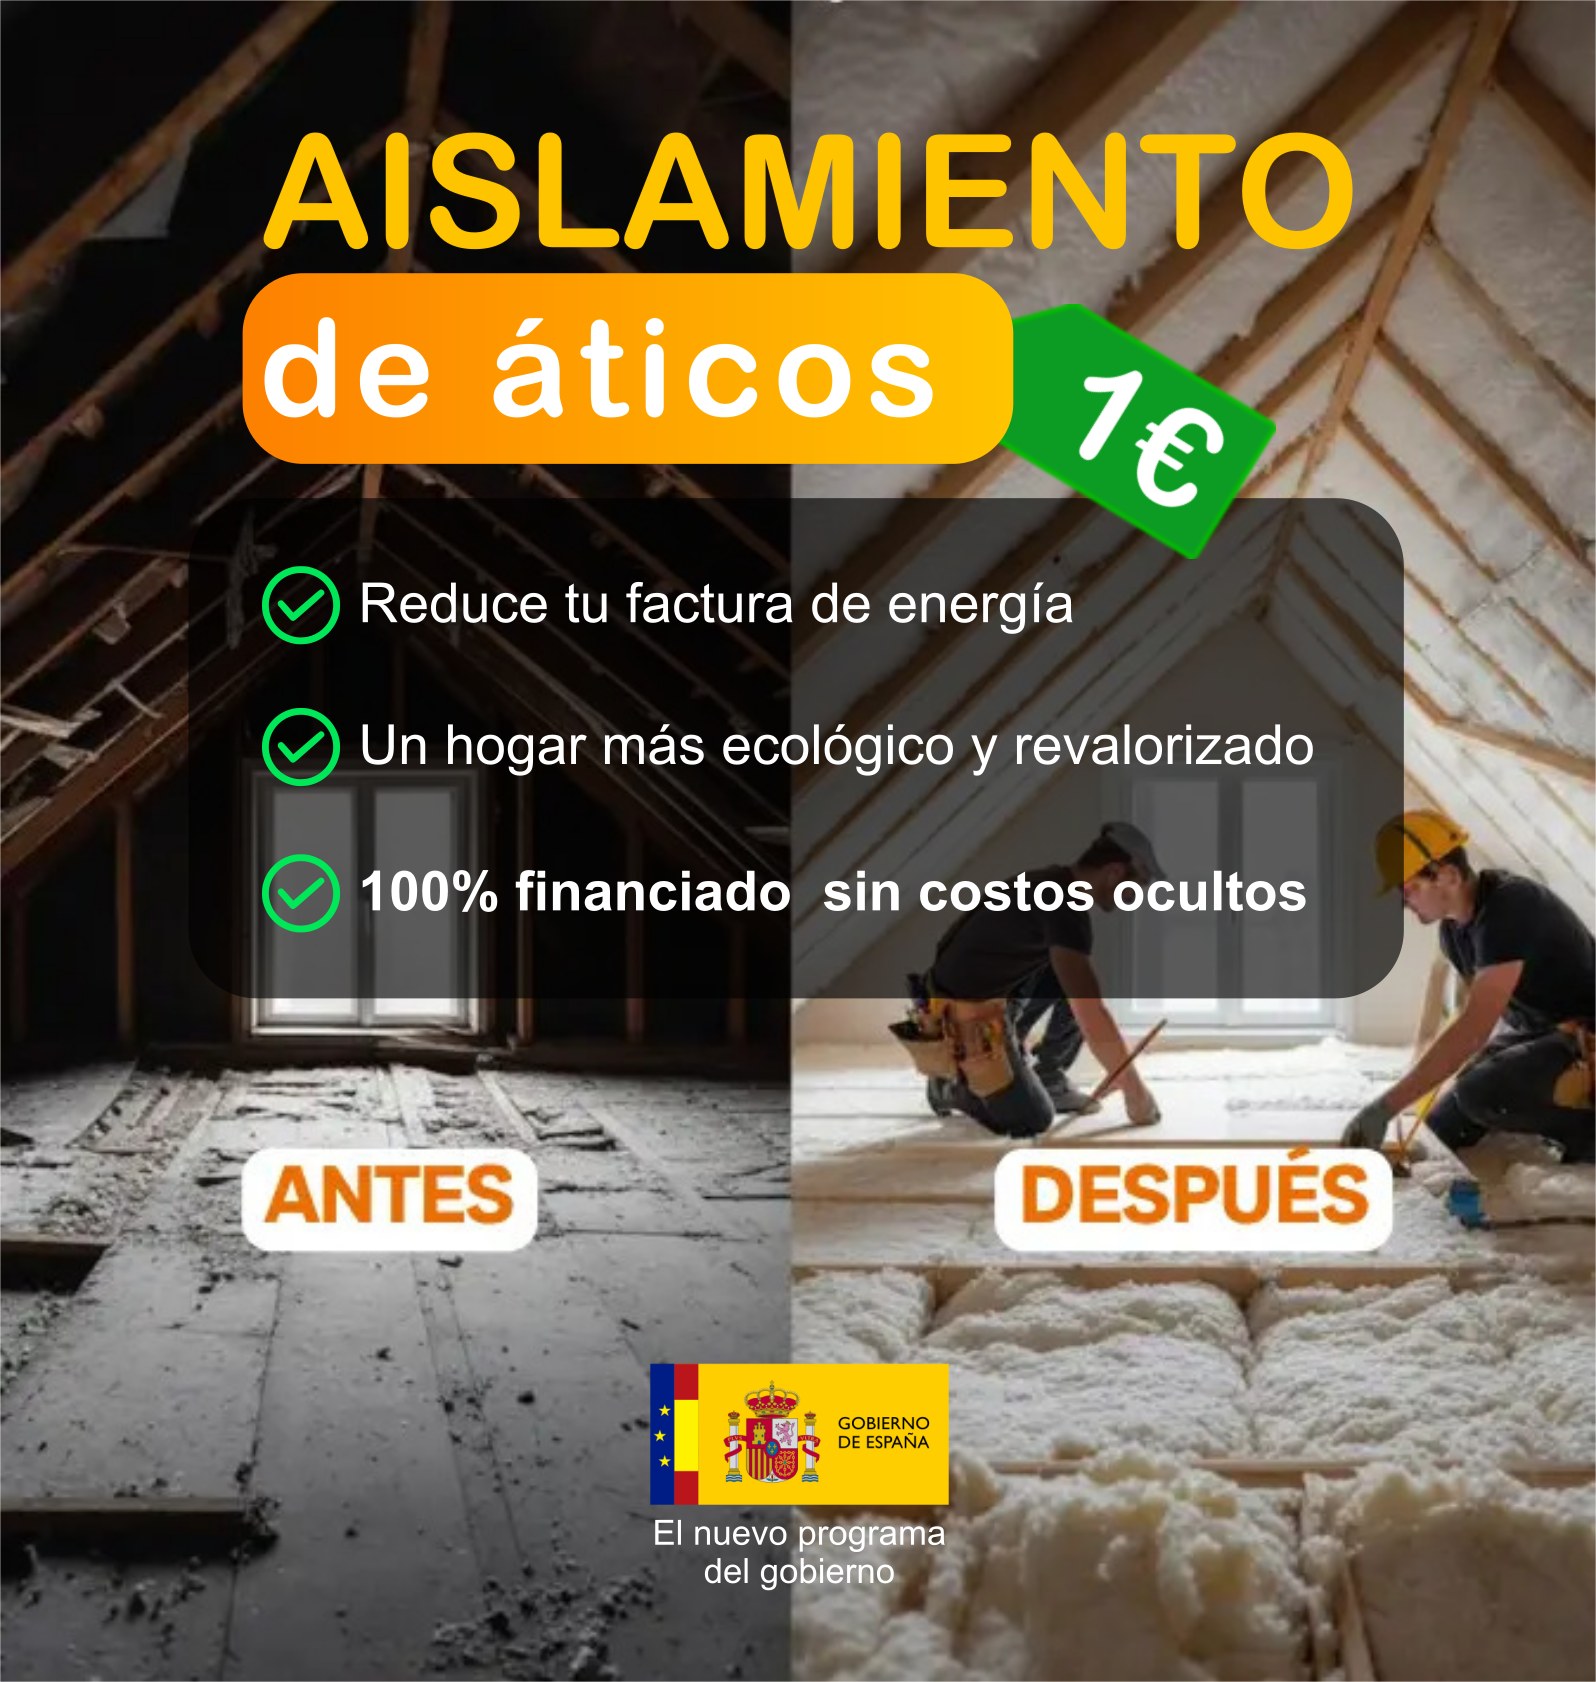 AISLAMIENTO
de áticos
1€
Reduce tu factura de energía
Un hogar más ecológico y revalorizado
100% financiado  sin costos ocultos
ANTES
DESPUÉS
GOBIERNO
DE ESPAÑA
El nuevo programa
del gobierno